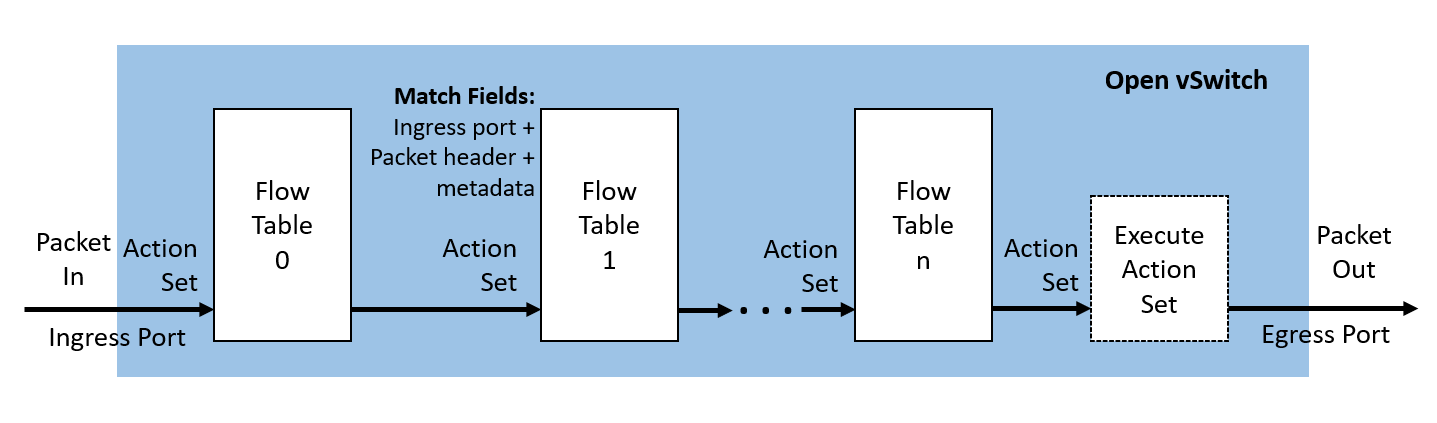 Open vSwitch
Match Fields:
Ingress port +
Packet header +
metadata
Packet
In
Ingress Port
Action
Set
Flow
Table
0
Action
Set
Flow
Table
1
. . .
Action
Set
Flow
Table
n
Action
Set
Execute
Action
Set
Packet
Out
Egress Port